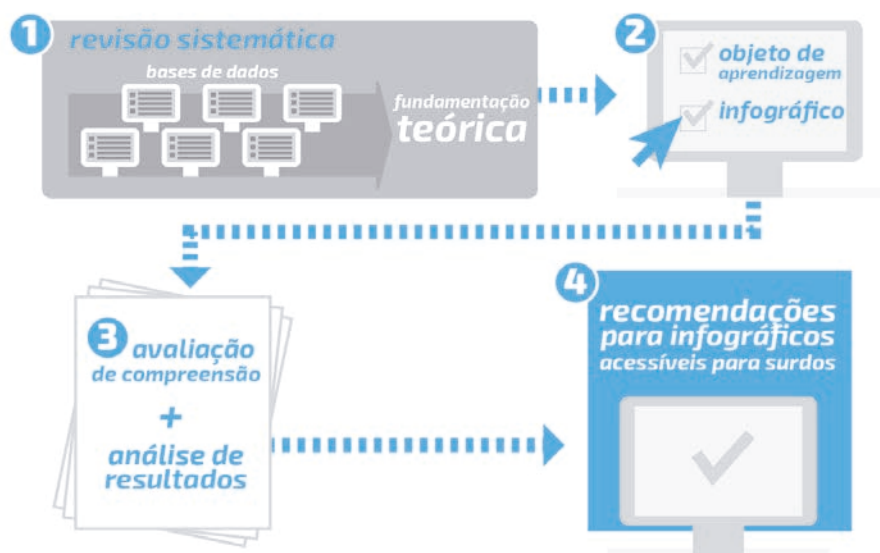 1 revisão sistemática
bases de dados
fundamentação
teórica
2
objeto de
aprendizagem
infográfico
3 avaliação
de compreensão
+
análise de
resultados
4
recomendações
para infográficos
acessíveis para surdos